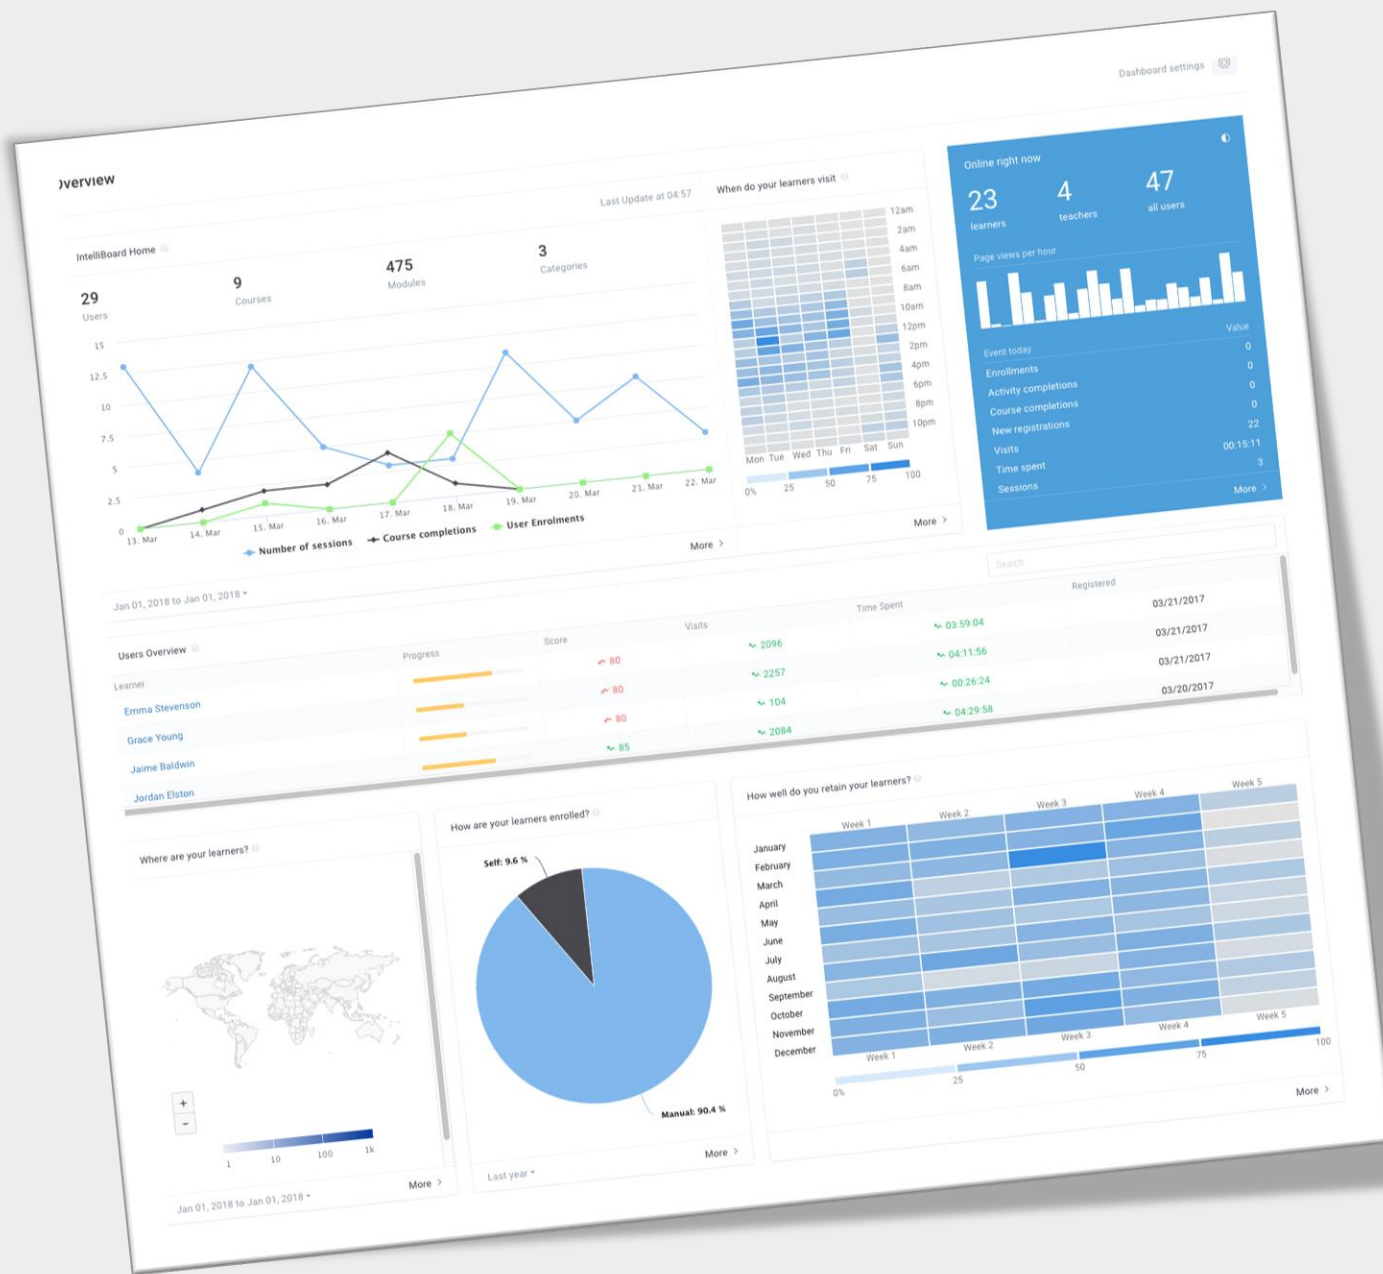 Dashboard settings
Overview
Last Update at 04:57
IntelliBoard Home
29
Users
9
Courses
475
Modules
3
Categories
15
12.5
10
7.5
5
2.5
0
13. Mar
14. Mar
15. Mar
16. Mar
17. Mar
18. Mar
19. Mar
20. Mar
21. Mar
22. Mar
Number of sessions
Course completions
User Enrolments
Jan 01, 2018 to Jan 01, 2018
More
When do your learners visit
12am
2am
4am
6am
8am
10am
12pm
2pm
4pm
6pm
8pm
10pm
Mon Tue Wed Thu Fri Sat Sun
0% 25 50 75 100
More
Online right now
23
learners
4
teachers
47
all users
Page views per hour
Event today Value
Enrollments 0
Activity completions 0
Course completions 0
New registrations 0
Visits 22
Time spent 00:15:11
Sessions 3
More
Users Overview
Search
Learner Progress Score Visits Time Spent Registered
Emma Stevenson 80 2096 03:59:04 03/21/2017
Grace Young 80 2257 04:11:56 03/21/2017
Jaime Baldwin 80 104 00:26:24 03/21/2017
Jordan Elston 85 2084 04:29:58 03/20/2017
Where are your learners?
+
-
1 10 100 1k
Jan 01, 2018 to Jan 01, 2018
More
How are your learners enrolled?
Self: 9.6 %
Manual: 90.4 %
Last year
More
How well do you retain your learners?
Week 1 Week 2 Week 3 Week 4 Week 5
January
February
March
April
May
June
July
August
September
October
November
December
Week 1 Week 2 Week 3 Week 4 Week 5
0% 25 50 75 100
More